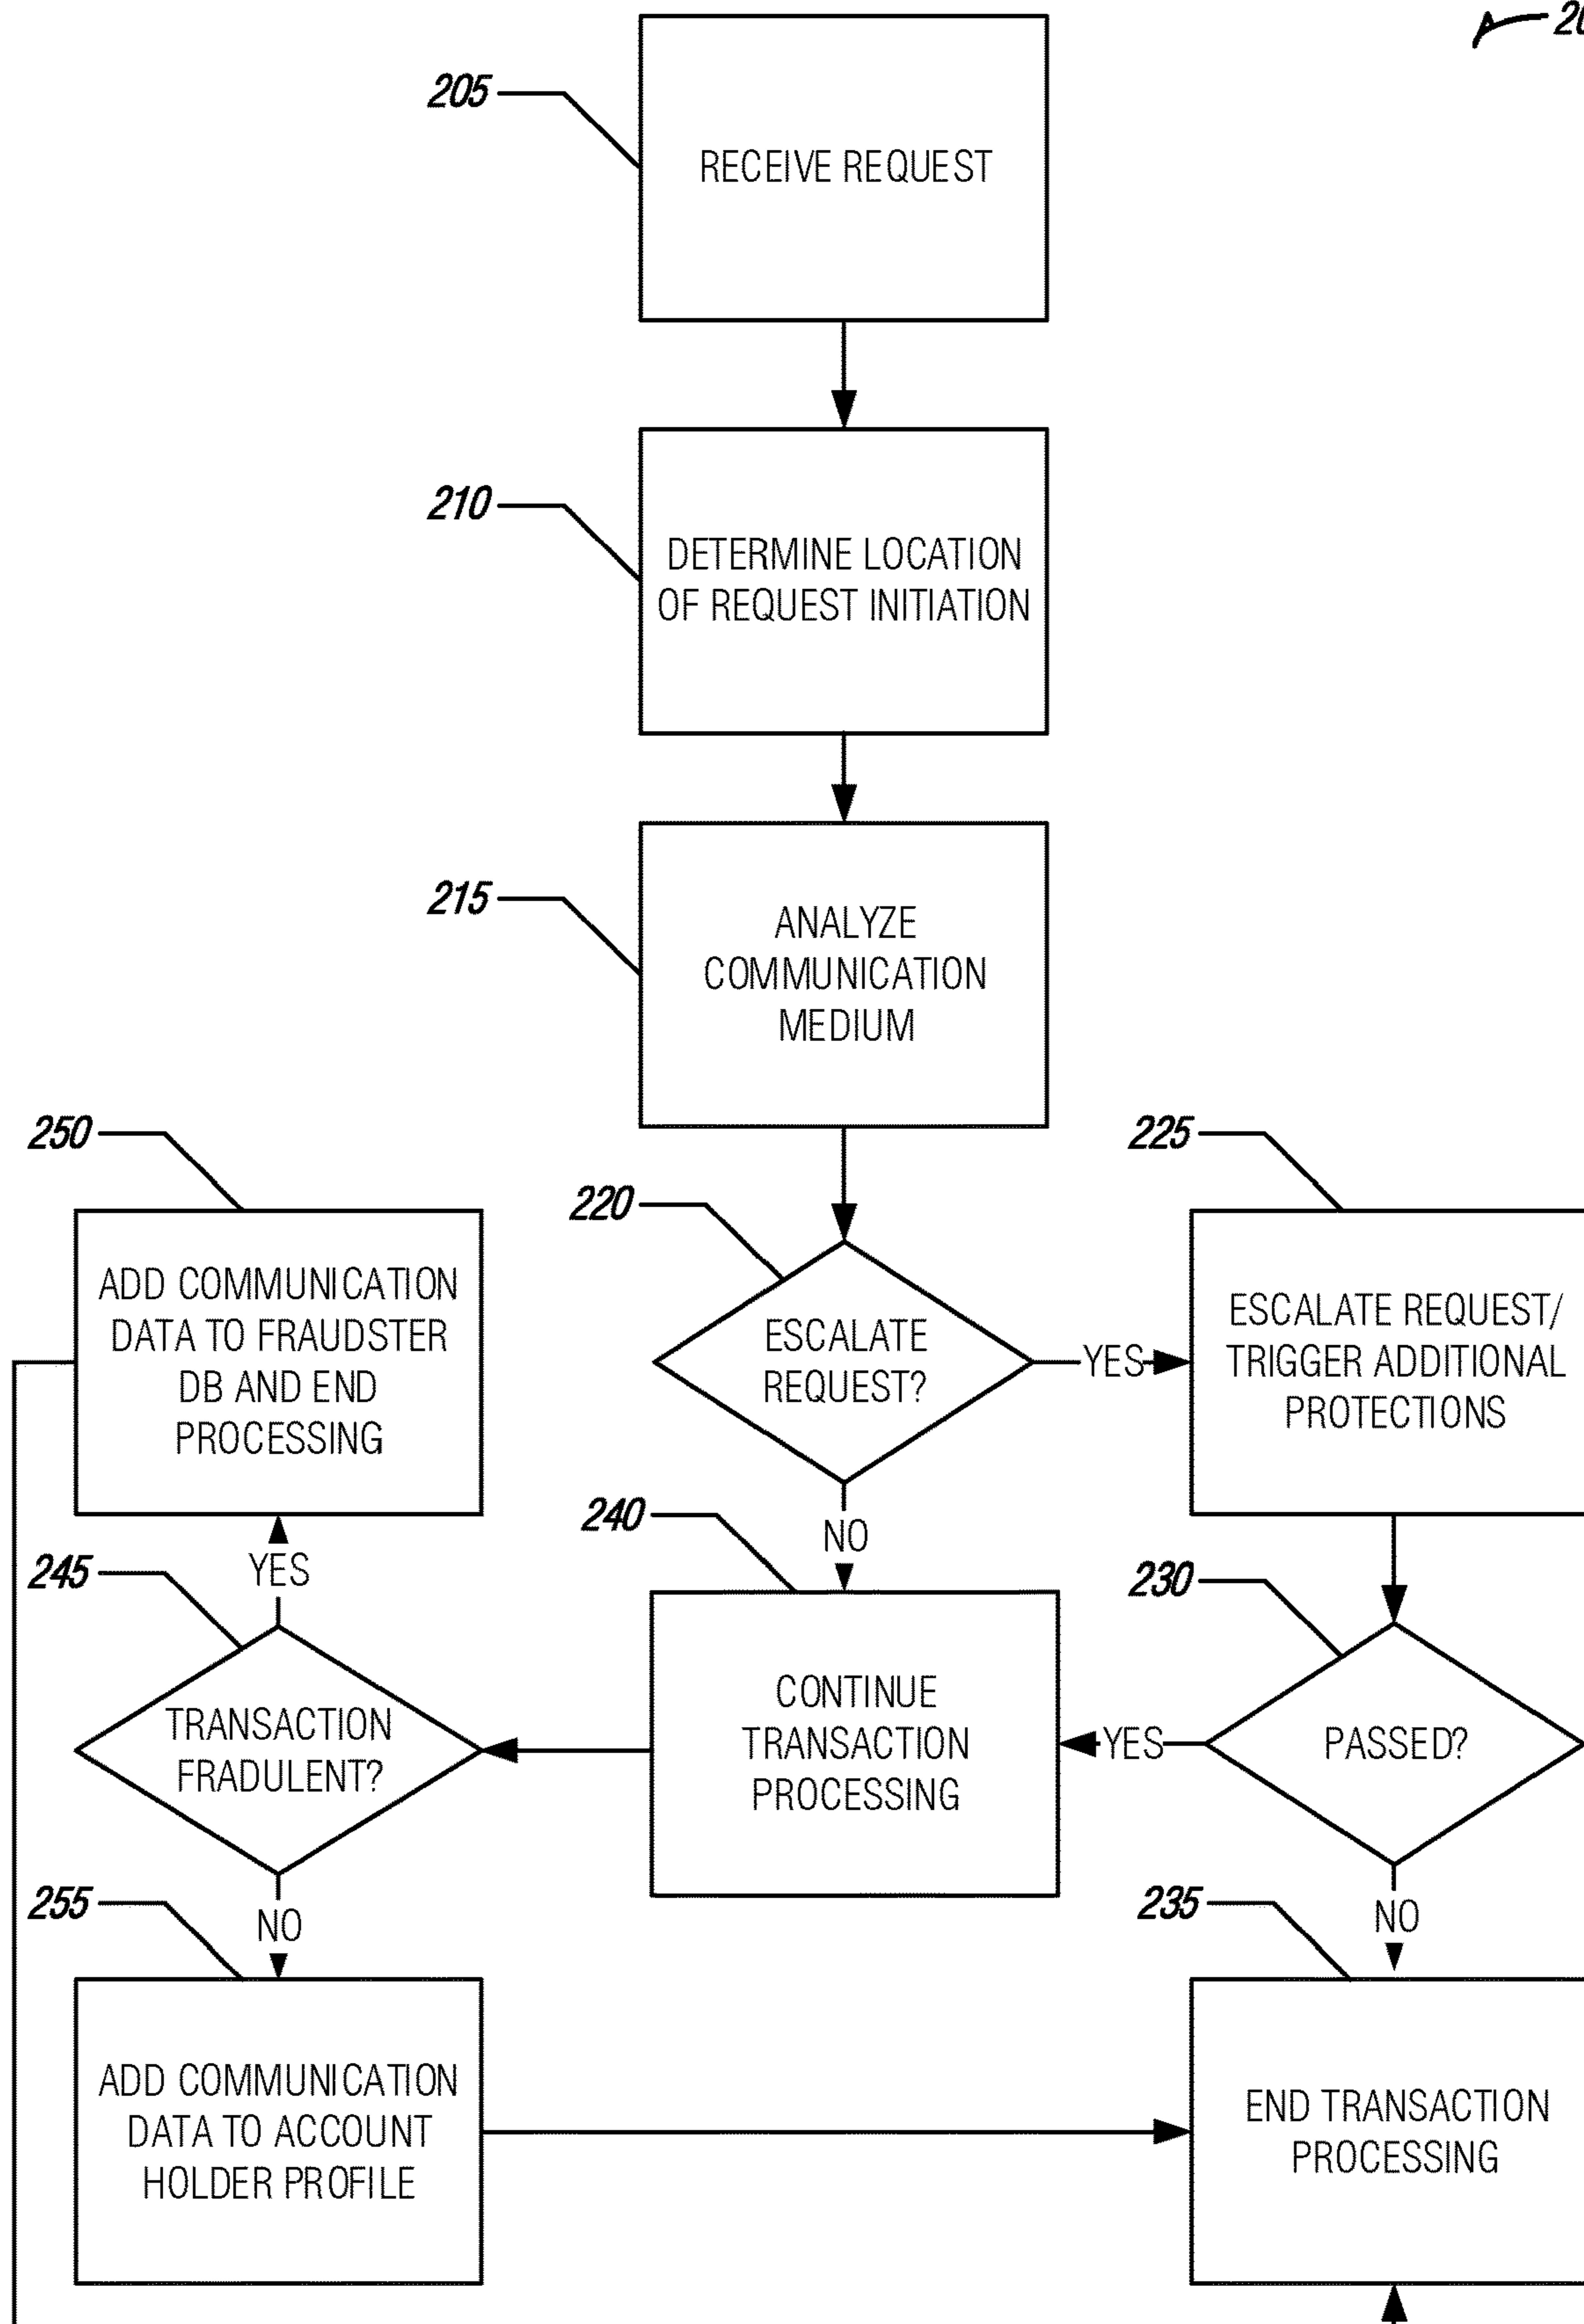 205
RECEIVE REQUEST
210
DETERMINE LOCATION
OF REQUEST INITIATION
215
ANALYZE
COMMUNICATION
MEDIUM
250
ADD COMMUNICATION
DATA TO FRAUDSTER
DB AND END
PROCESSING
220
ESCALATE
REQUEST?
YES
225
ESCALATE REQUEST/
TRIGGER ADDITIONAL
PROTECTIONS
NO
240
CONTINUE
TRANSACTION
PROCESSING
230
PASSED?
YES
245
TRANSACTION
FRADULENT?
YES
NO
255
ADD COMMUNICATION
DATA TO ACCOUNT
HOLDER PROFILE
NO
235
END TRANSACTION
PROCESSING